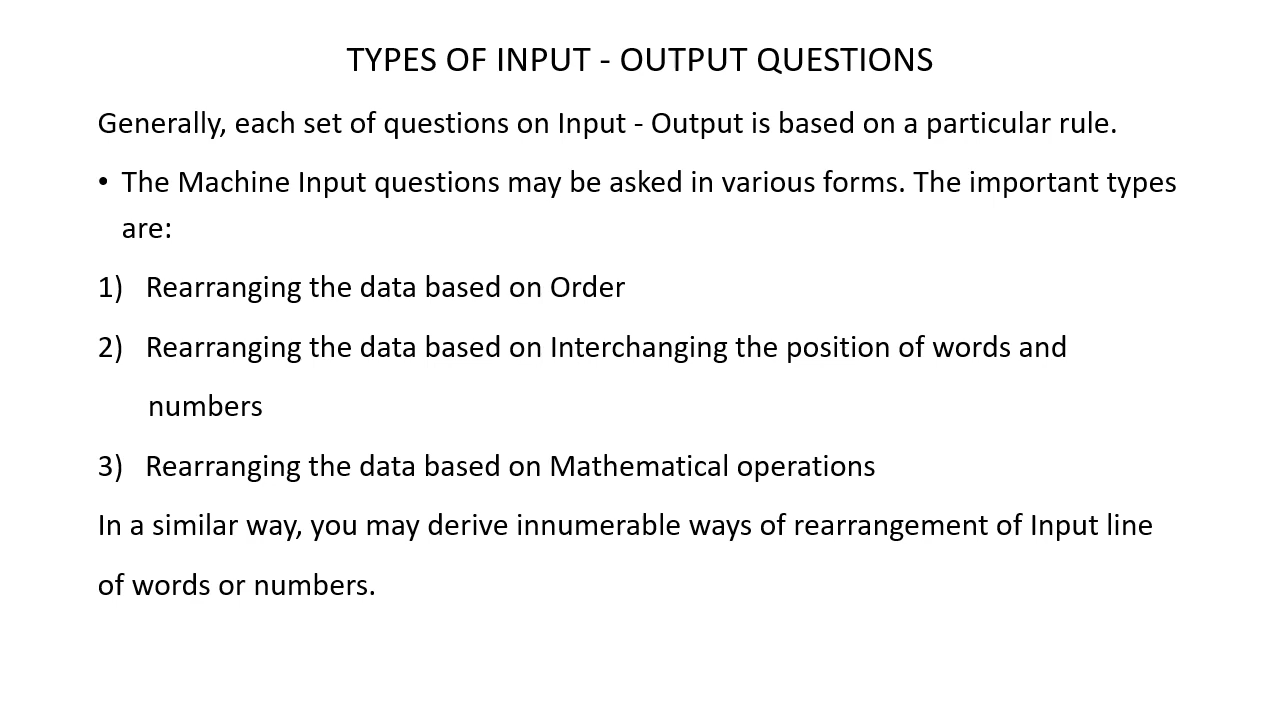 TYPES OF INPUT - OUTPUT QUESTIONS
Generally, each set of questions on Input - Output is based on a particular rule.
• The Machine Input questions may be asked in various forms. The important types
are:
1) Rearranging the data based on Order
2) Rearranging the data based on Interchanging the position of words and
numbers
3) Rearranging the data based on Mathematical operations
In a similar way, you may derive innumerable ways of rearrangement of Input line
of words or numbers.